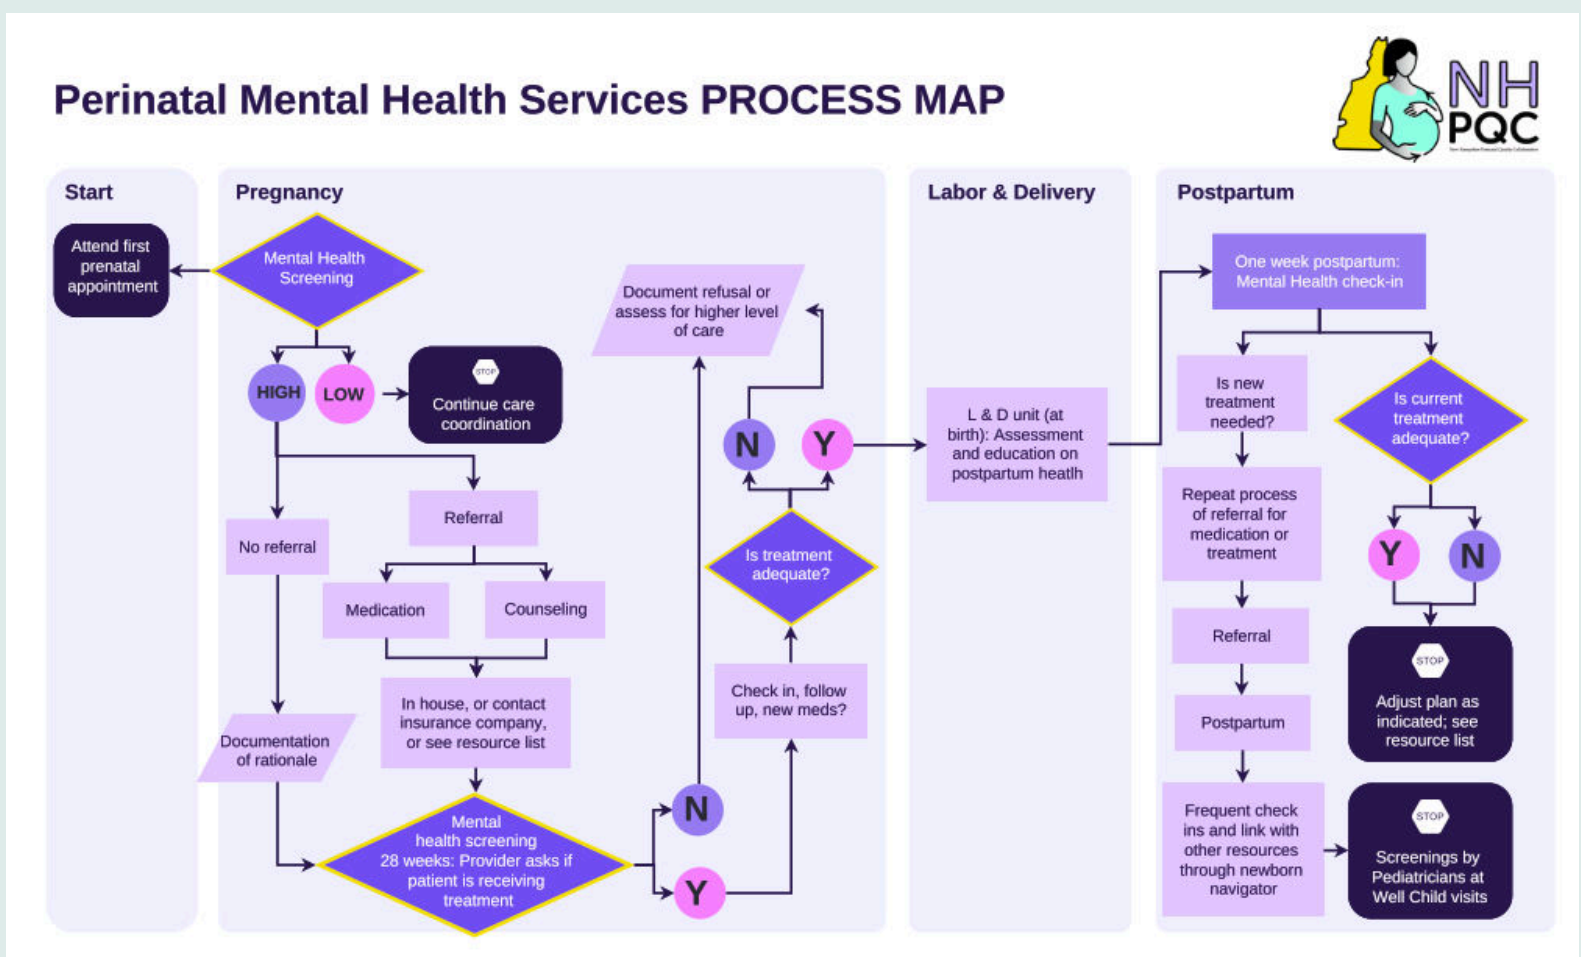 Perinatal Mental Health Services PROCESS MAP
NH
PQC
Start
Attend first
prenatal
appointment
Pregnancy
Mental Health
Screening
HIGH
LOW
STOP
Continue care
coordination
No referral
Referral
Medication
Counseling
In house, or contact
insurance company,
or see resource list
Documentation
of rationale
Mental
health screening
28 weeks: Provider asks if
patient is receiving
treatment
N
Y
Document refusal or
assess for higher level
of care
Check in, follow
up, new meds?
Is treatment
adequate?
N
Y
Labor & Delivery
L & D unit (at
birth): Assessment
and education on
postpartum heatlh
Postpartum
One week postpartum:
Mental Health check-in
Is new
treatment
needed?
Repeat process
of referral for
medication or
treatment
Referral
Postpartum
Frequent check
ins and link with
other resources
through newborn
navigator
Is current
treatment
adequate?
Y
N
STOP
Adjust plan as
indicated; see
resource list
STOP
Screenings by
Pediatricians at
Well Child visits